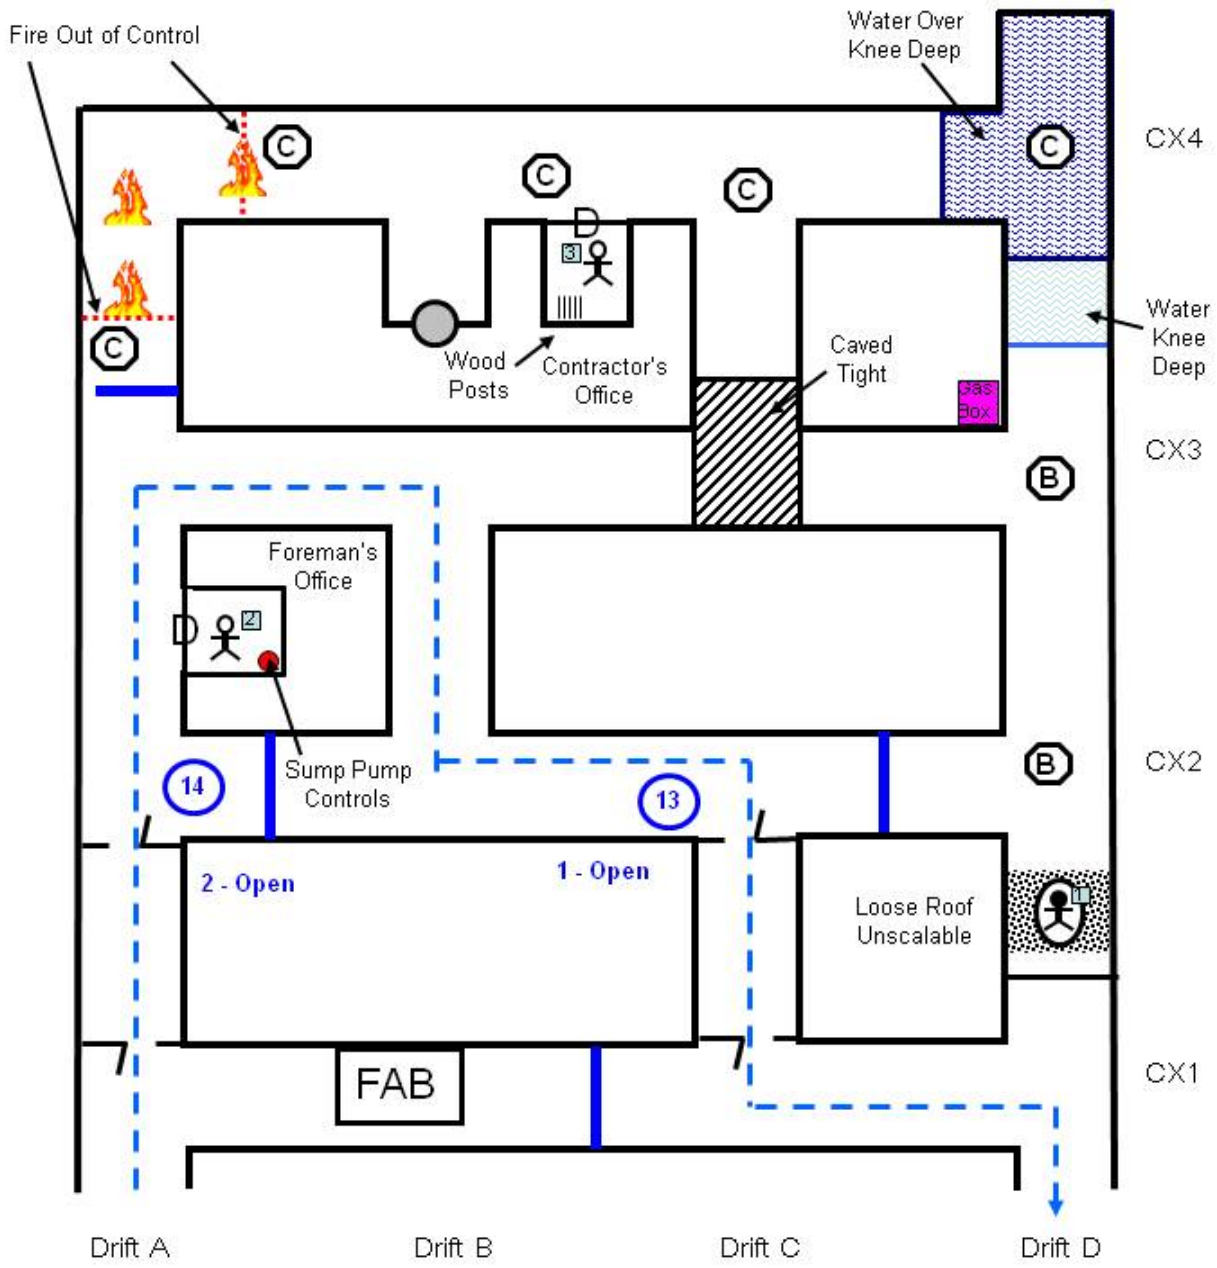 Fire Out of Control
Water Over
Knee Deep
C
C
C
C
CX4
D
3
C
Wood
Posts
Contractor's
Office
Caved
Tight
Water
Knee
Deep
Gas
Box
CX3
B
Foreman's
Office
D
2
Sump Pump
Controls
14
13
B
CX2
2 - Open
1 - Open
Loose Roof
Unscalable
1
FAB
CX1
Drift A
Drift B
Drift C
Drift D